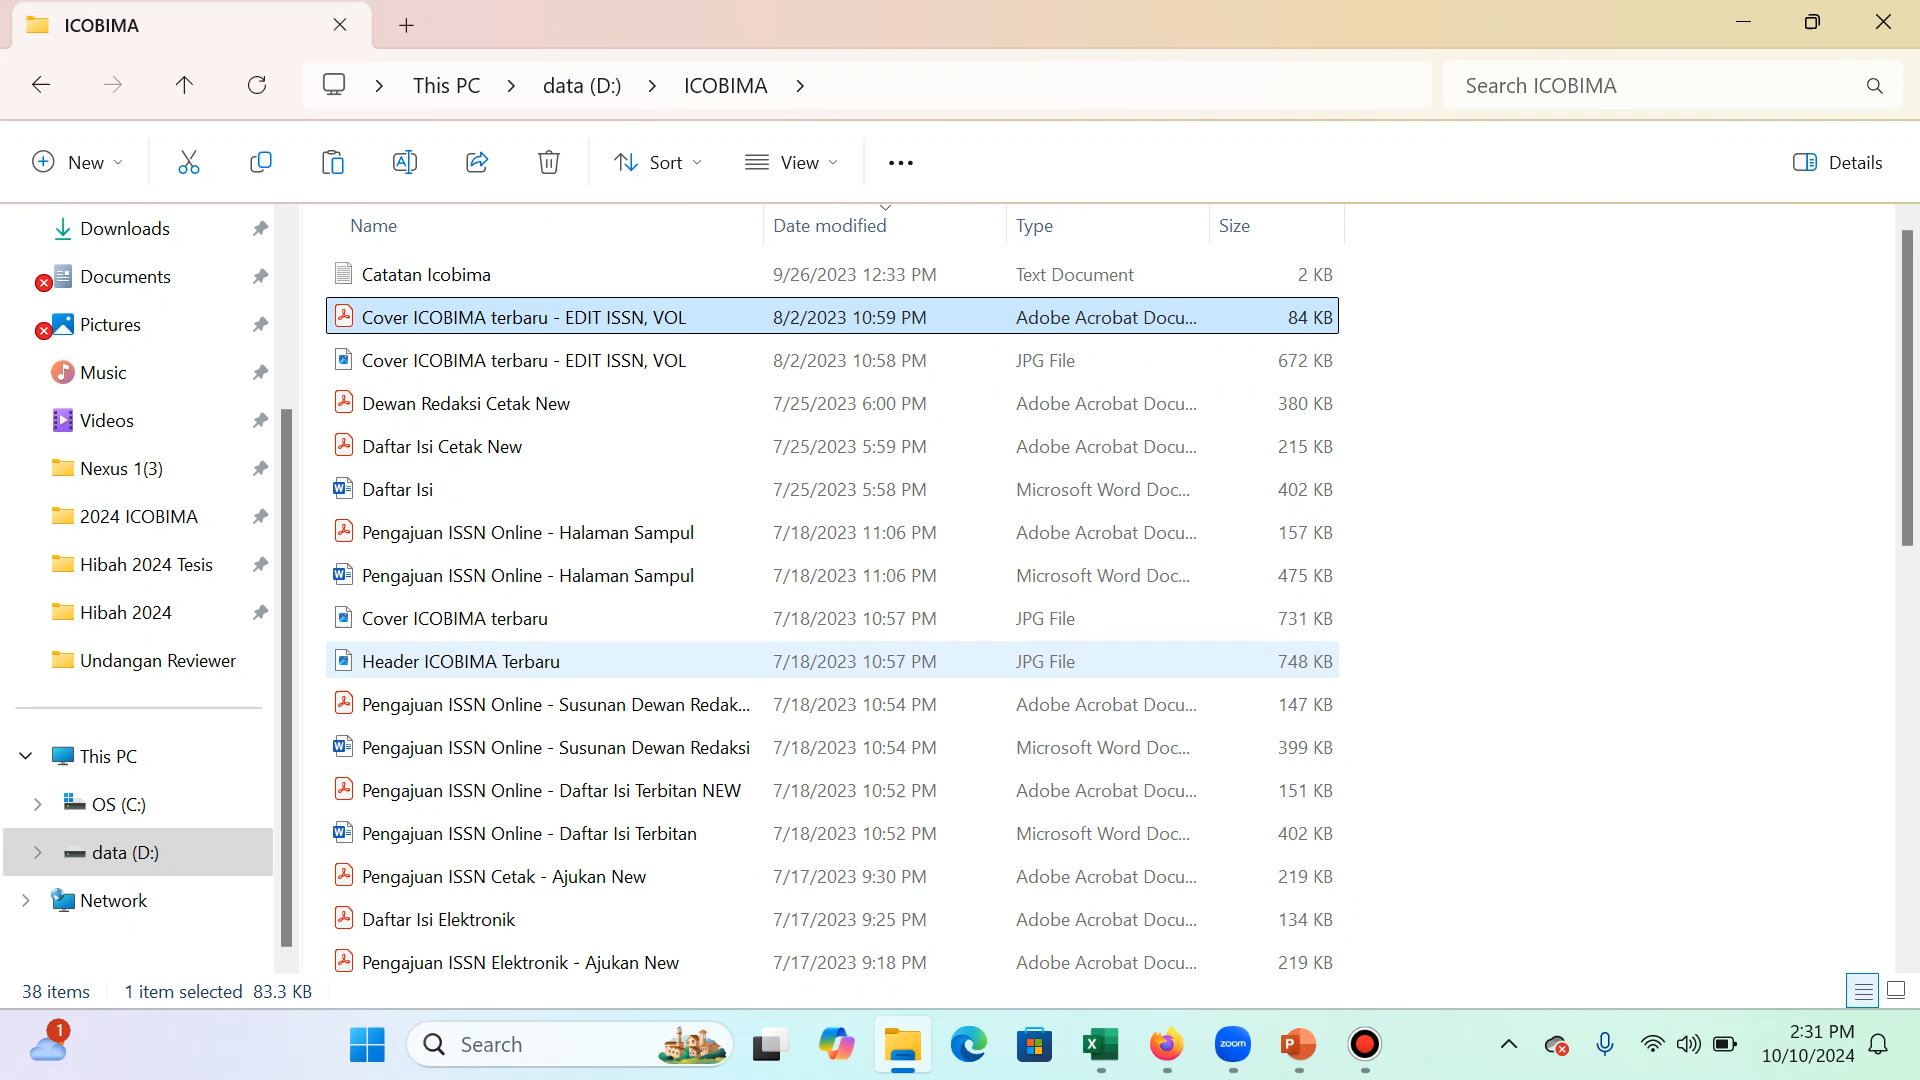 ICOBIMA
This PC
data (D:)
ICOBIMA
Search ICOBIMA
New
Sort
View
Details
Downloads
Documents
Pictures
Music
Videos
Nexus 1(3)
2024 ICOBIMA
Hibah 2024 Tesis
Hibah 2024
Undangan Reviewer
This PC
OS (C:)
data (D:)
Network
Name Date modified Type Size
Catatan Icobima 9/26/2023 12:33 PM Text Document 2 KB
Cover ICOBIMA terbaru - EDIT ISSN, VOL 8/2/2023 10:59 PM Adobe Acrobat Docu... 84 KB
Cover ICOBIMA terbaru - EDIT ISSN, VOL 8/2/2023 10:58 PM JPG File 672 KB
Dewan Redaksi Cetak New 7/25/2023 6:00 PM Adobe Acrobat Docu... 380 KB
Daftar Isi Cetak New 7/25/2023 5:59 PM Adobe Acrobat Docu... 215 KB
Daftar Isi 7/25/2023 5:58 PM Microsoft Word Doc... 402 KB
Pengajuan ISSN Online - Halaman Sampul 7/18/2023 11:06 PM Adobe Acrobat Docu... 157 KB
Pengajuan ISSN Online - Halaman Sampul 7/18/2023 11:06 PM Microsoft Word Doc... 475 KB
Cover ICOBIMA terbaru 7/18/2023 10:57 PM JPG File 731 KB
Header ICOBIMA Terbaru 7/18/2023 10:57 PM JPG File 748 KB
Pengajuan ISSN Online - Susunan Dewan Redak... 7/18/2023 10:54 PM Adobe Acrobat Docu... 147 KB
Pengajuan ISSN Online - Susunan Dewan Redaksi 7/18/2023 10:54 PM Microsoft Word Doc... 399 KB
Pengajuan ISSN Online - Daftar Isi Terbitan NEW 7/18/2023 10:52 PM Adobe Acrobat Docu... 151 KB
Pengajuan ISSN Online - Daftar Isi Terbitan 7/18/2023 10:52 PM Microsoft Word Doc... 402 KB
Pengajuan ISSN Cetak - Ajukan New 7/17/2023 9:30 PM Adobe Acrobat Docu... 219 KB
Daftar Isi Elektronik 7/17/2023 9:25 PM Adobe Acrobat Docu... 134 KB
Pengajuan ISSN Elektronik - Ajukan New 7/17/2023 9:18 PM Adobe Acrobat Docu... 219 KB
38 items 1 item selected 83.3 KB
1
Search
zoom
2:31 PM
10/10/2024